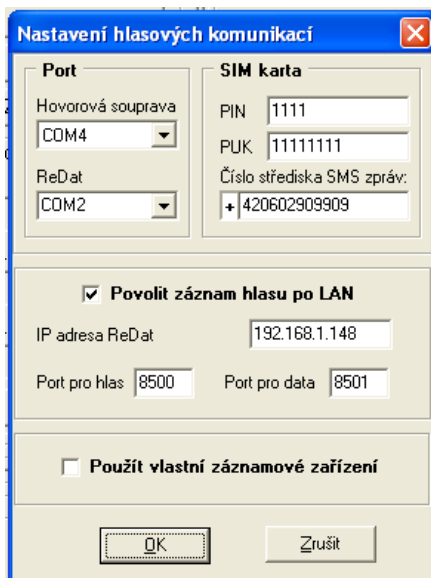 Nastavení hlasových komunikací
Port
Hovorová souprava
COM4
ReDat
COM2
SIM karta
PIN 1111
PUK 11111111
Číslo střediska SMS zpráv:
+ 420602909909
Povolit záznam hlasu po LAN
IP adresa ReDat 192.168.1.148
Port pro hlas 8500 Port pro data 8501
Použít vlastní záznamové zařízení
OK Zrušit